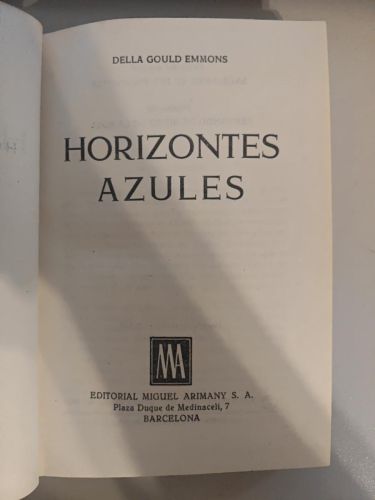 DELLA GOULD EMMONS
HORIZONTES
AZULES
MA
EDITORIAL MIGUEL ARIMANY S. A.
Plaza Duque de Medinaceli, 7
BARCELONA